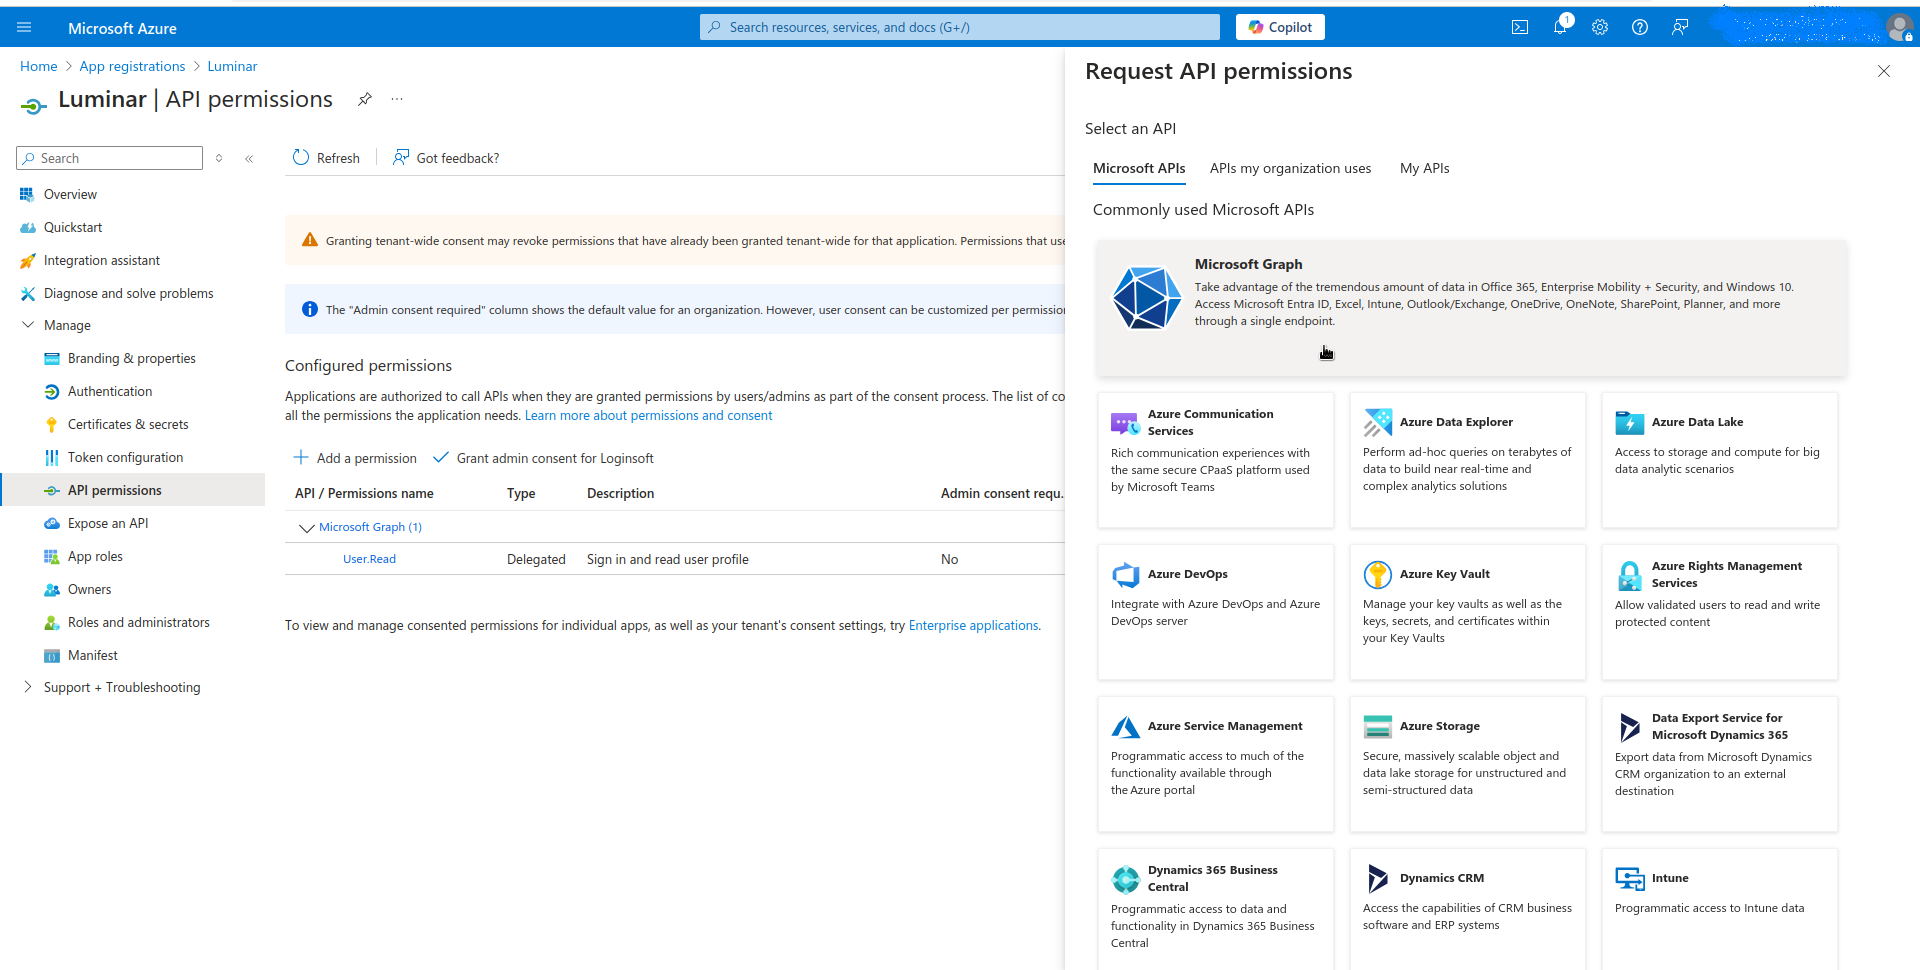 Microsoft Azure
Search resources, services, and docs (G+/)
Copilot
1
Home > App registrations > Luminar
Luminar | API permissions
Search
Overview
Quickstart
Integration assistant
Diagnose and solve problems
Manage
Branding & properties
Authentication
Certificates & secrets
Token configuration
API permissions
Expose an API
App roles
Owners
Roles and administrators
Manifest
Support + Troubleshooting
Refresh
Got feedback?
Granting tenant-wide consent may revoke permissions that have already been granted tenant-wide for that application. Permissions that use
The "Admin consent required" column shows the default value for an organization. However, user consent can be customized per permission
Configured permissions
Applications are authorized to call APIs when they are granted permissions by users/admins as part of the consent process. The list of co
all the permissions the application needs. Learn more about permissions and consent
Add a permission
Grant admin consent for Loginsoft
API / Permissions name Type Description Admin consent requ...
Microsoft Graph (1)
User.Read Delegated Sign in and read user profile No
To view and manage consented permissions for individual apps, as well as your tenant's consent settings, try Enterprise applications.
Request API permissions
Select an API
Microsoft APIs APIs my organization uses My APIs
Commonly used Microsoft APIs
Microsoft Graph
Take advantage of the tremendous amount of data in Office 365, Enterprise Mobility + Security, and Windows 10.
Access Microsoft Entra ID, Excel, Intune, Outlook/Exchange, OneDrive, OneNote, SharePoint, Planner, and more
through a single endpoint.
Azure Communication
Services
Rich communication experiences with
the same secure CPaaS platform used
by Microsoft Teams
Azure Data Explorer
Perform ad-hoc queries on terabytes of
data to build near real-time and
complex analytics solutions
Azure Data Lake
Access to storage and compute for big
data analytic scenarios
Azure DevOps
Integrate with Azure DevOps and Azure
DevOps server
Azure Key Vault
Manage your key vaults as well as the
keys, secrets, and certificates within
your Key Vaults
Azure Rights Management
Services
Allow validated users to read and write
protected content
Azure Service Management
Programmatic access to much of the
functionality available through
the Azure portal
Azure Storage
Secure, massively scalable object and
data lake storage for unstructured and
semi-structured data
Data Export Service for
Microsoft Dynamics 365
Export data from Microsoft Dynamics
CRM organization to an external
destination
Dynamics 365 Business
Central
Programmatic access to data and
functionality in Dynamics 365 Business
Central
Dynamics CRM
Access the capabilities of CRM business
software and ERP systems
Intune
Programmatic access to Intune data